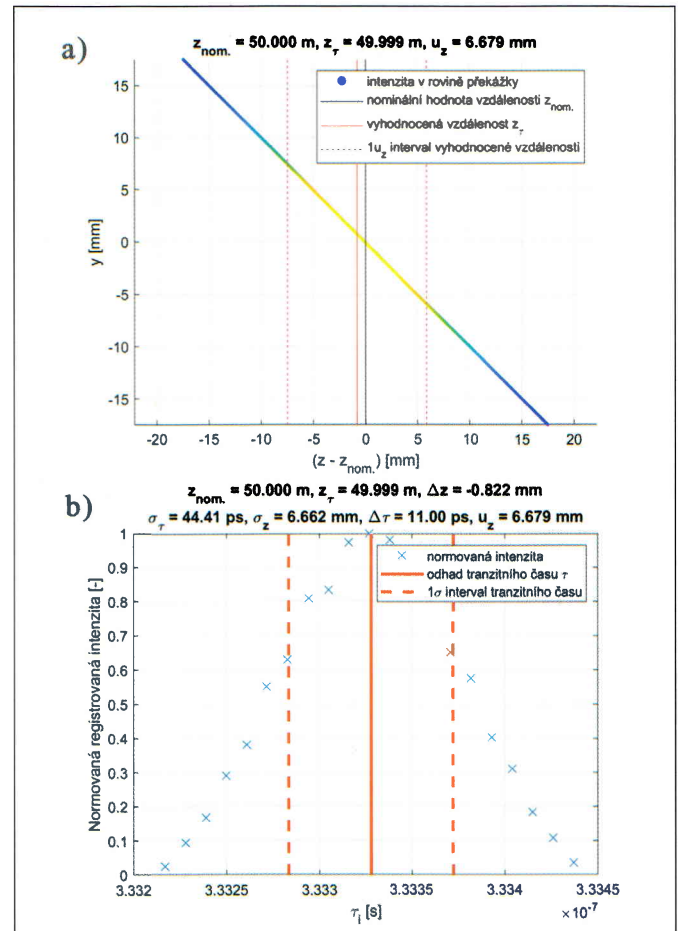 a)
z_nom. = 50.000 m, z_τ = 49.999 m, u_z = 6.679 mm
intenzita v rovině překážky
nominální hodnota vzdálenosti z_nom.
vyhodnocená vzdálenost z_τ
1u_z interval vyhodnocené vzdálenosti
y [mm]
15
10
5
0
-5
-10
-15
-20 -15 -10 -5 0 5 10 15 20
(z - z_nom.) [mm]
b)
z_nom. = 50.000 m, z_τ = 49.999 m, Δz = -0.822 mm
σ_τ = 44.41 ps, σ_z = 6.662 mm, Δτ = 11.00 ps, u_z = 6.679 mm
normovaná intenzita
odhad tranzitního času τ
1σ interval tranzitního času
Normovaná registrovaná intenzita [-]
1
0.9
0.8
0.7
0.6
0.5
0.4
0.3
0.2
0.1
0
3.332 3.3325 3.333 3.3335 3.334 3.3345
τ_i [s]
×10⁻⁷